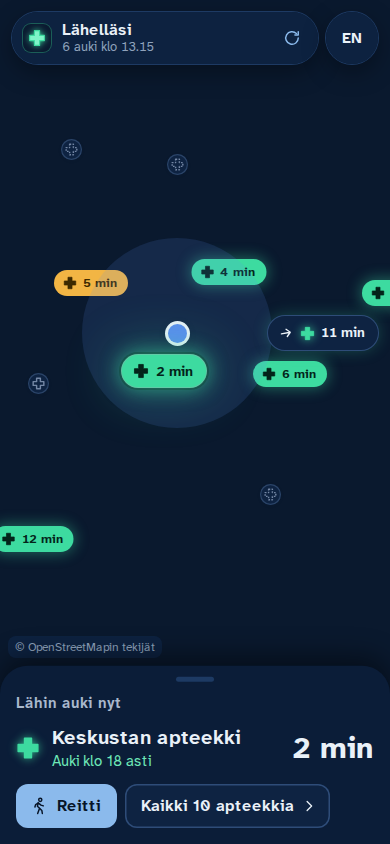 Lähelläsi
6 auki klo 13.15
EN
4 min
5 min
11 min
2 min
6 min
12 min
© OpenStreetMapin tekijät
Lähin auki nyt
Keskustan apteekki
Auki klo 18 asti
2 min
Reitti
Kaikki 10 apteekkia